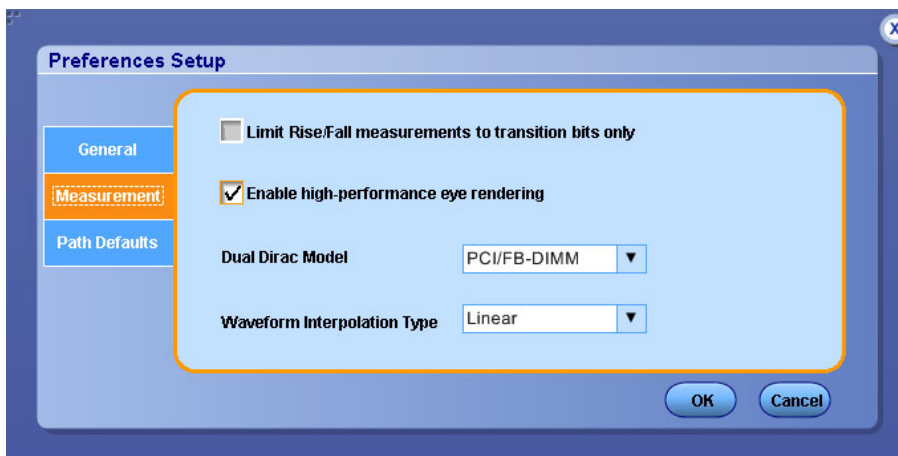 Preferences Setup
General
Measurement
Path Defaults
Limit Rise/Fall measurements to transition bits only
Enable high-performance eye rendering
Dual Dirac Model PCI/FB-DIMM
Waveform Interpolation Type Linear
OK Cancel